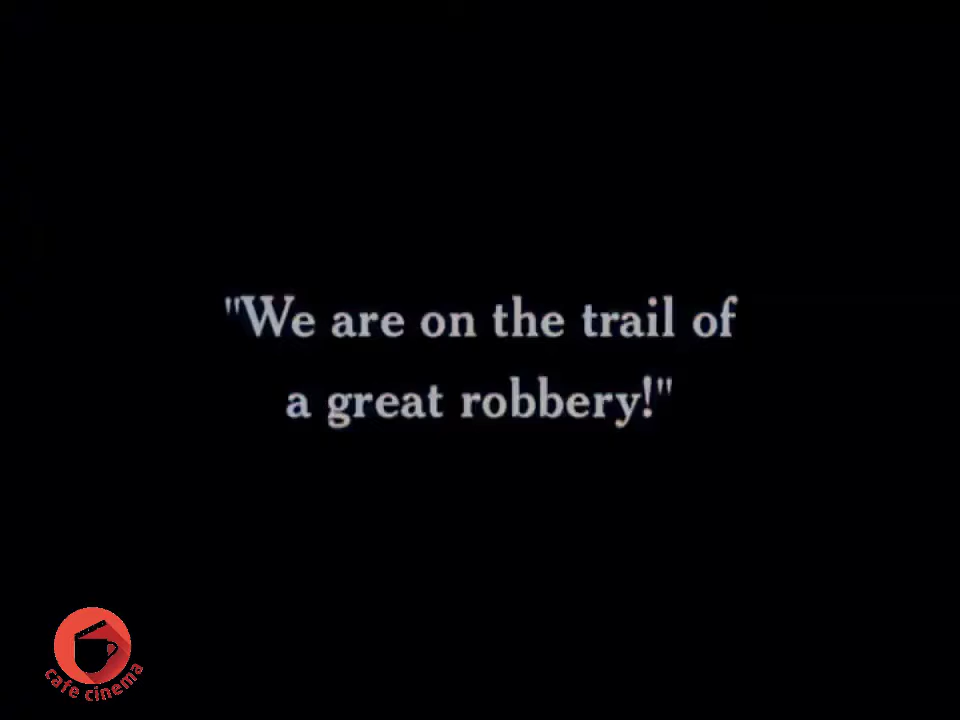 "We are on the trail of
a great robbery!"
cafe cinema